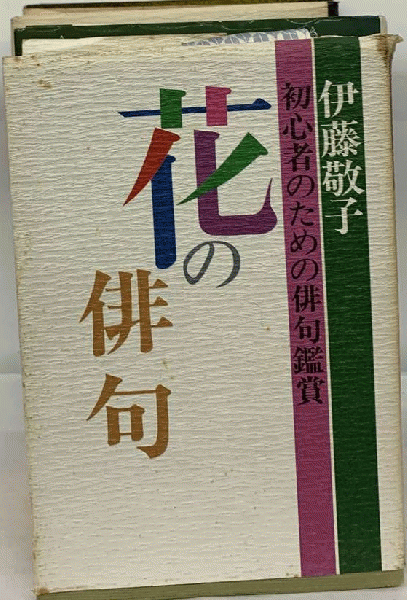 伊藤敬子
初心者のための俳句鑑賞
花の
俳句